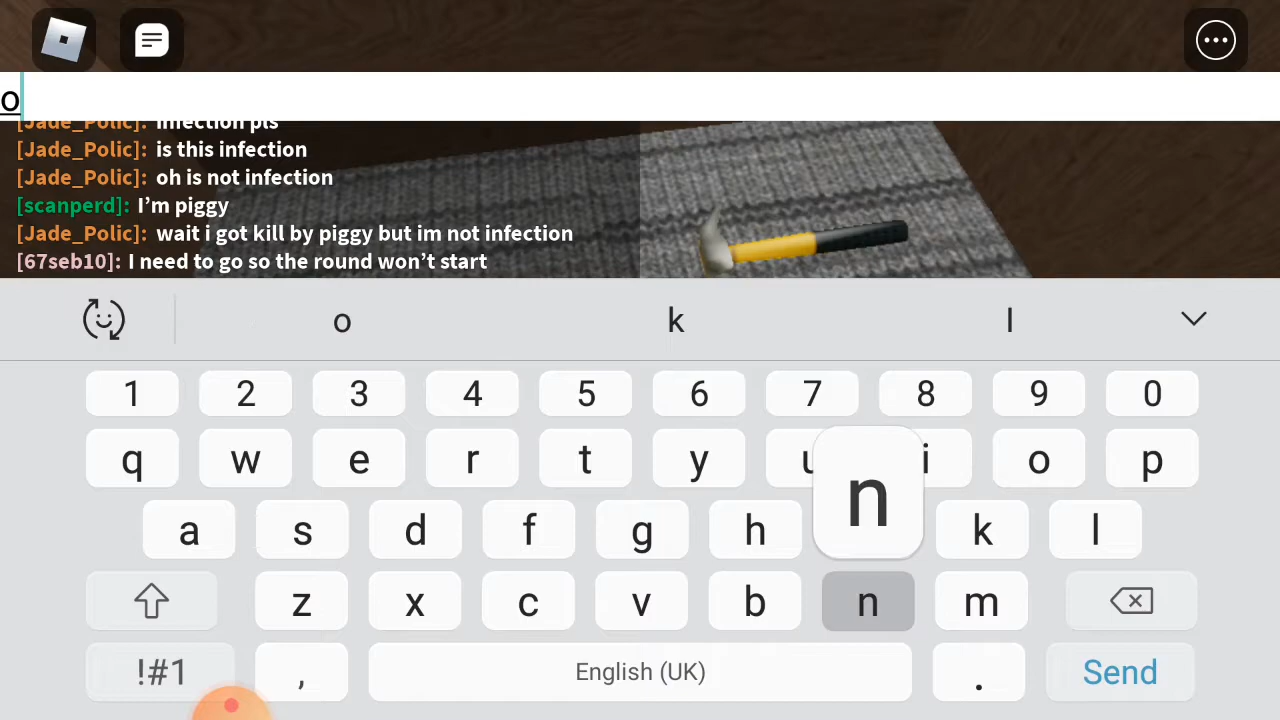 o
[Jade_Polic]: infection pls
[Jade_Polic]: is this infection
[Jade_Polic]: oh is not infection
[scanperd]: I’m piggy
[Jade_Polic]: wait i got kill by piggy but im not infection
[67seb10]: I need to go so the round won’t start
o k l
1 2 3 4 5 6 7 8 9 0
q w e r t y u i o p
n
a s d f g h k l
z x c v b n m
!#1 , English (UK) . Send